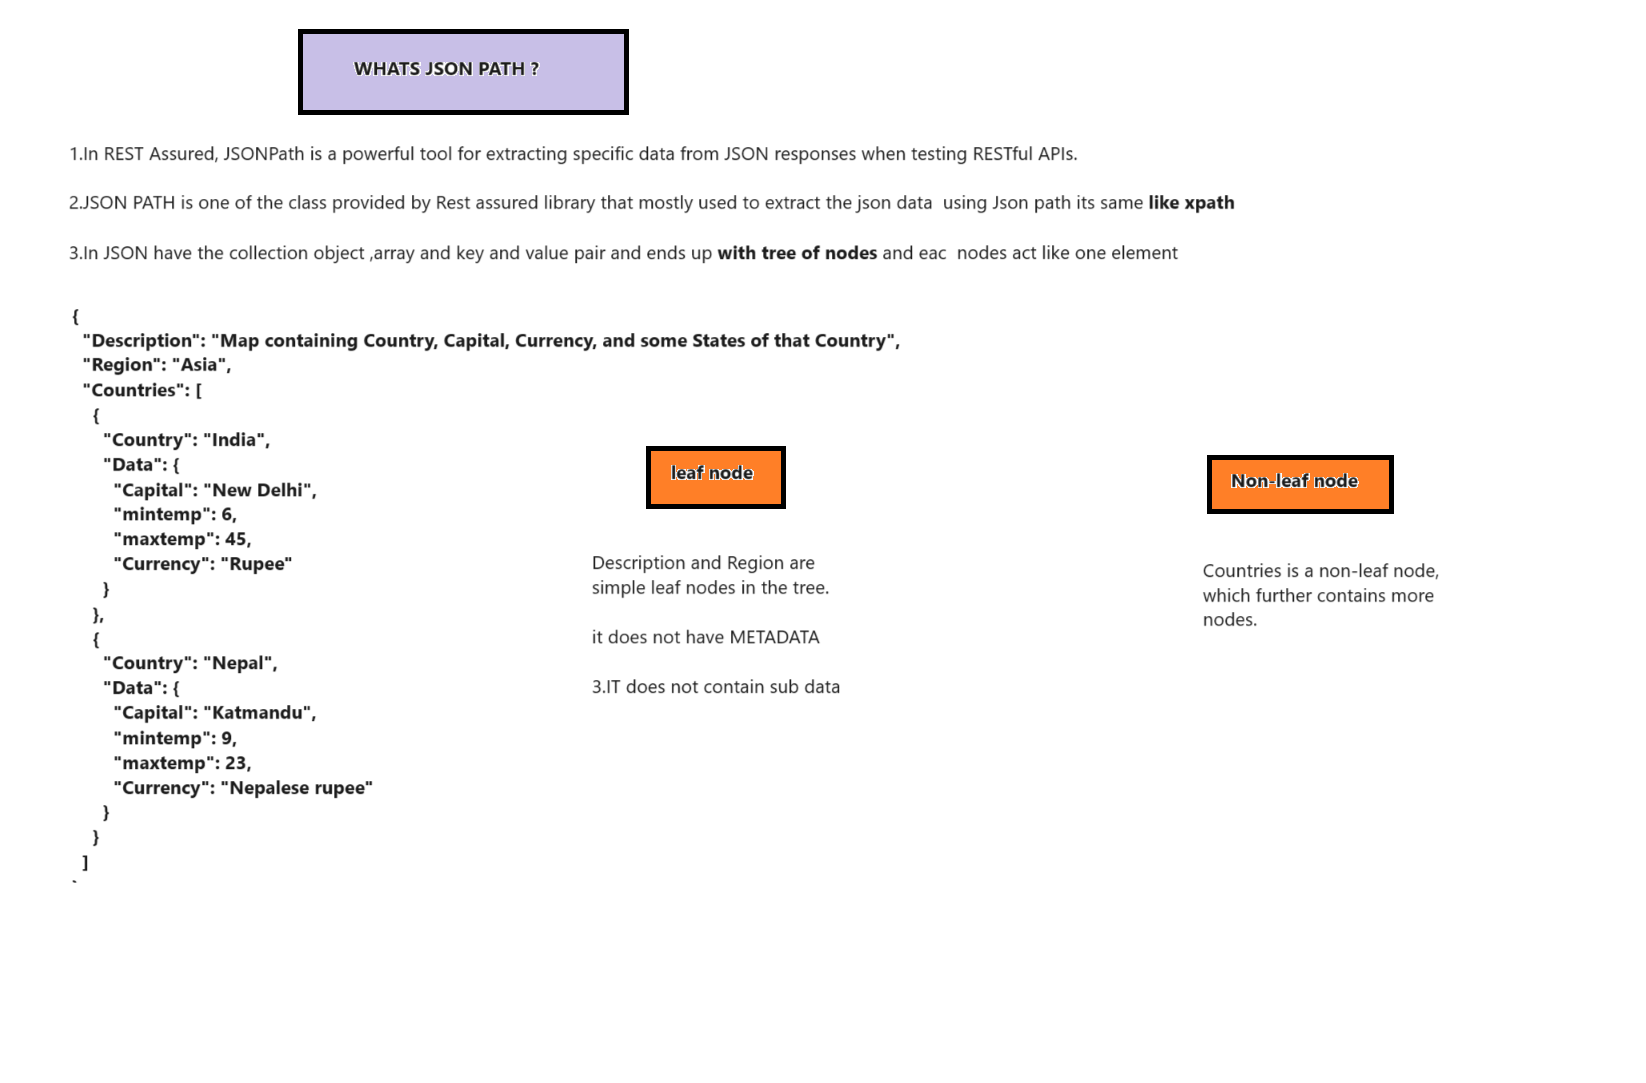 WHATS JSON PATH ?
1.In REST Assured, JSONPath is a powerful tool for extracting specific data from JSON responses when testing RESTful APIs.
2.JSON PATH is one of the class provided by Rest assured library that mostly used to extract the json data  using Json path its same like xpath
3.In JSON have the collection object ,array and key and value pair and ends up with tree of nodes and eac  nodes act like one element
{
"Description": "Map containing Country, Capital, Currency, and some States of that Country",
"Region": "Asia",
"Countries": [
{
"Country": "India",
"Data": {
"Capital": "New Delhi",
"mintemp": 6,
"maxtemp": 45,
"Currency": "Rupee"
}
},
{
"Country": "Nepal",
"Data": {
"Capital": "Katmandu",
"mintemp": 9,
"maxtemp": 23,
"Currency": "Nepalese rupee"
}
}
]
leaf node
Description and Region are
simple leaf nodes in the tree.
it does not have METADATA
3.IT does not contain sub data
Non-leaf node
Countries is a non-leaf node,
which further contains more
nodes.